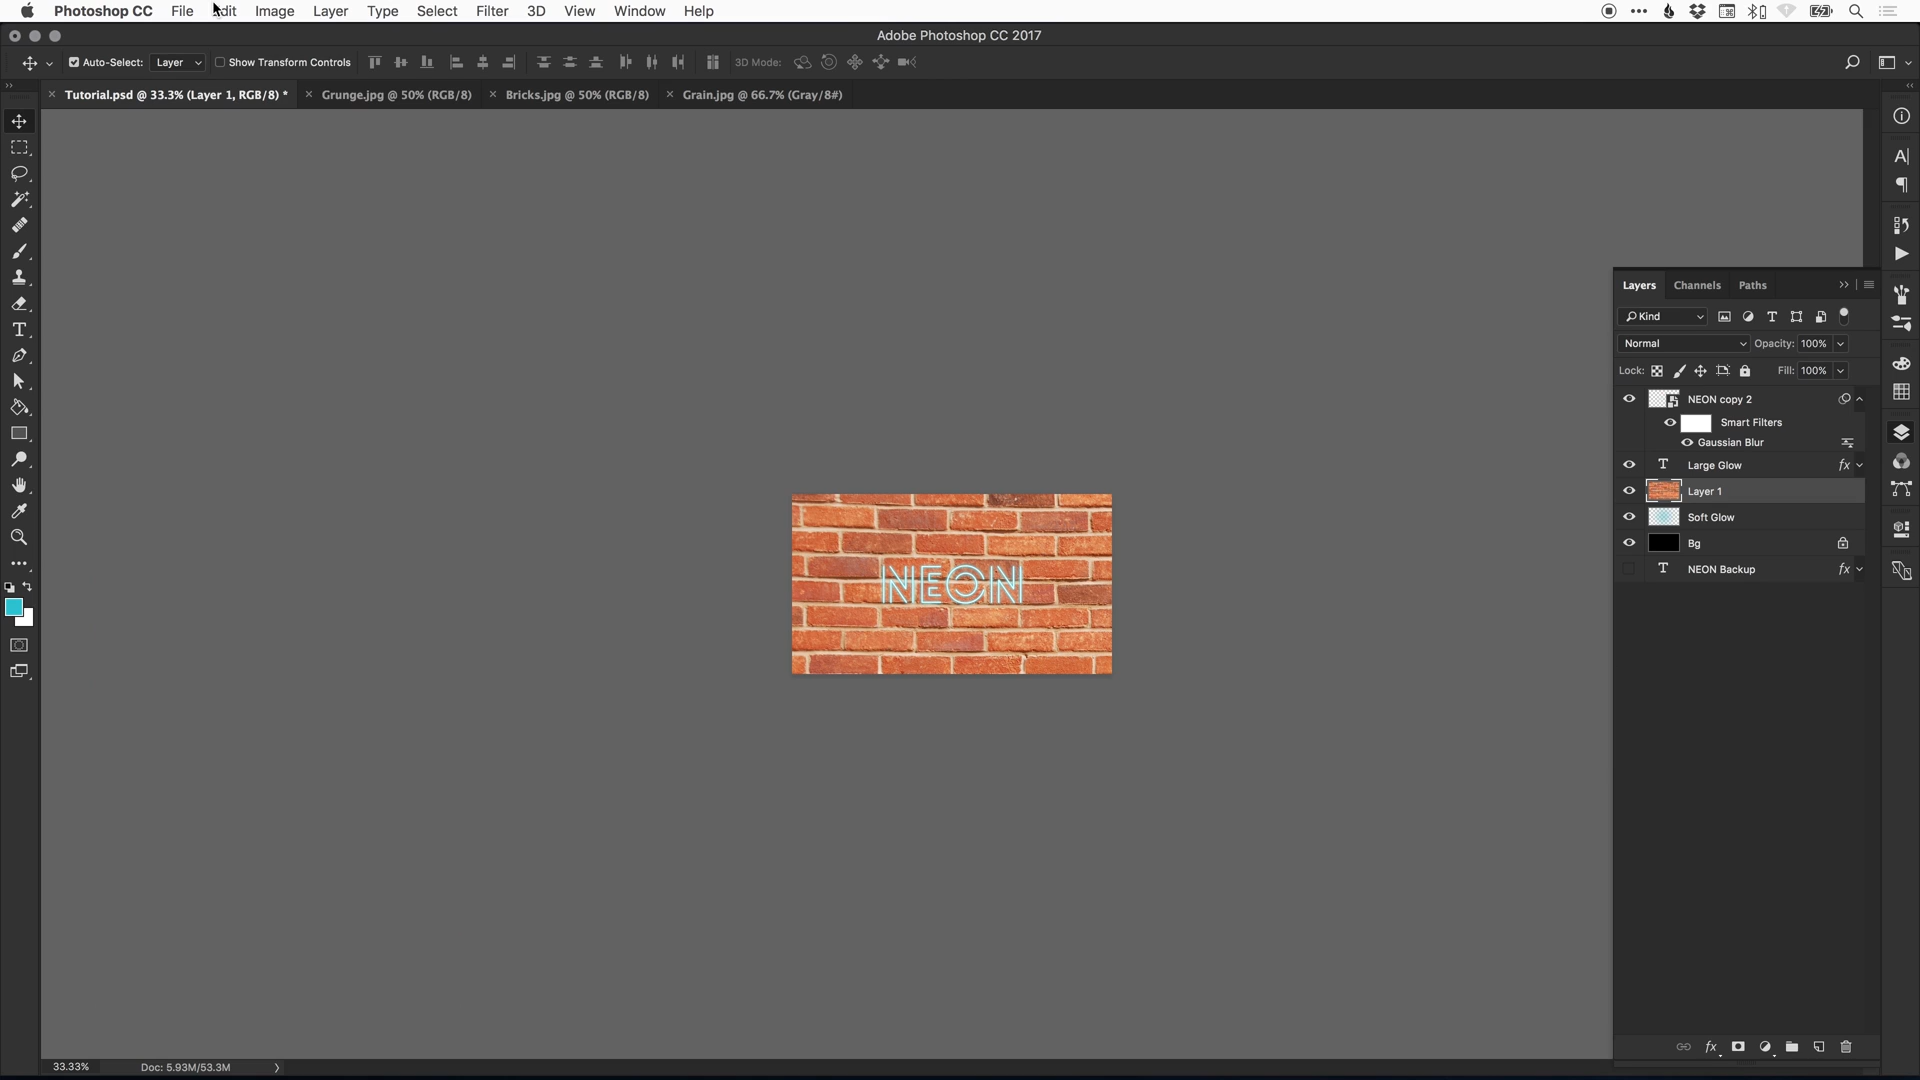 Photoshop CC File Edit Image Layer Type Select Filter 3D View Window Help
Adobe Photoshop CC 2017
Auto-Select: Layer Show Transform Controls 3D Mode:
Tutorial.psd @ 33.3% (Layer 1, RGB/8) * Grunge.jpg @ 50% (RGB/8) Bricks.jpg @ 50% (RGB/8) Grain.jpg @ 66.7% (Gray/8#)
Layers Channels Paths
Kind
Normal Opacity: 100%
Lock: Fill: 100%
NEON copy 2
Smart Filters
Gaussian Blur
Large Glow fx
Layer 1
Soft Glow
Bg
NEON Backup fx
NEON
33.33% Doc: 5.93M/53.3M